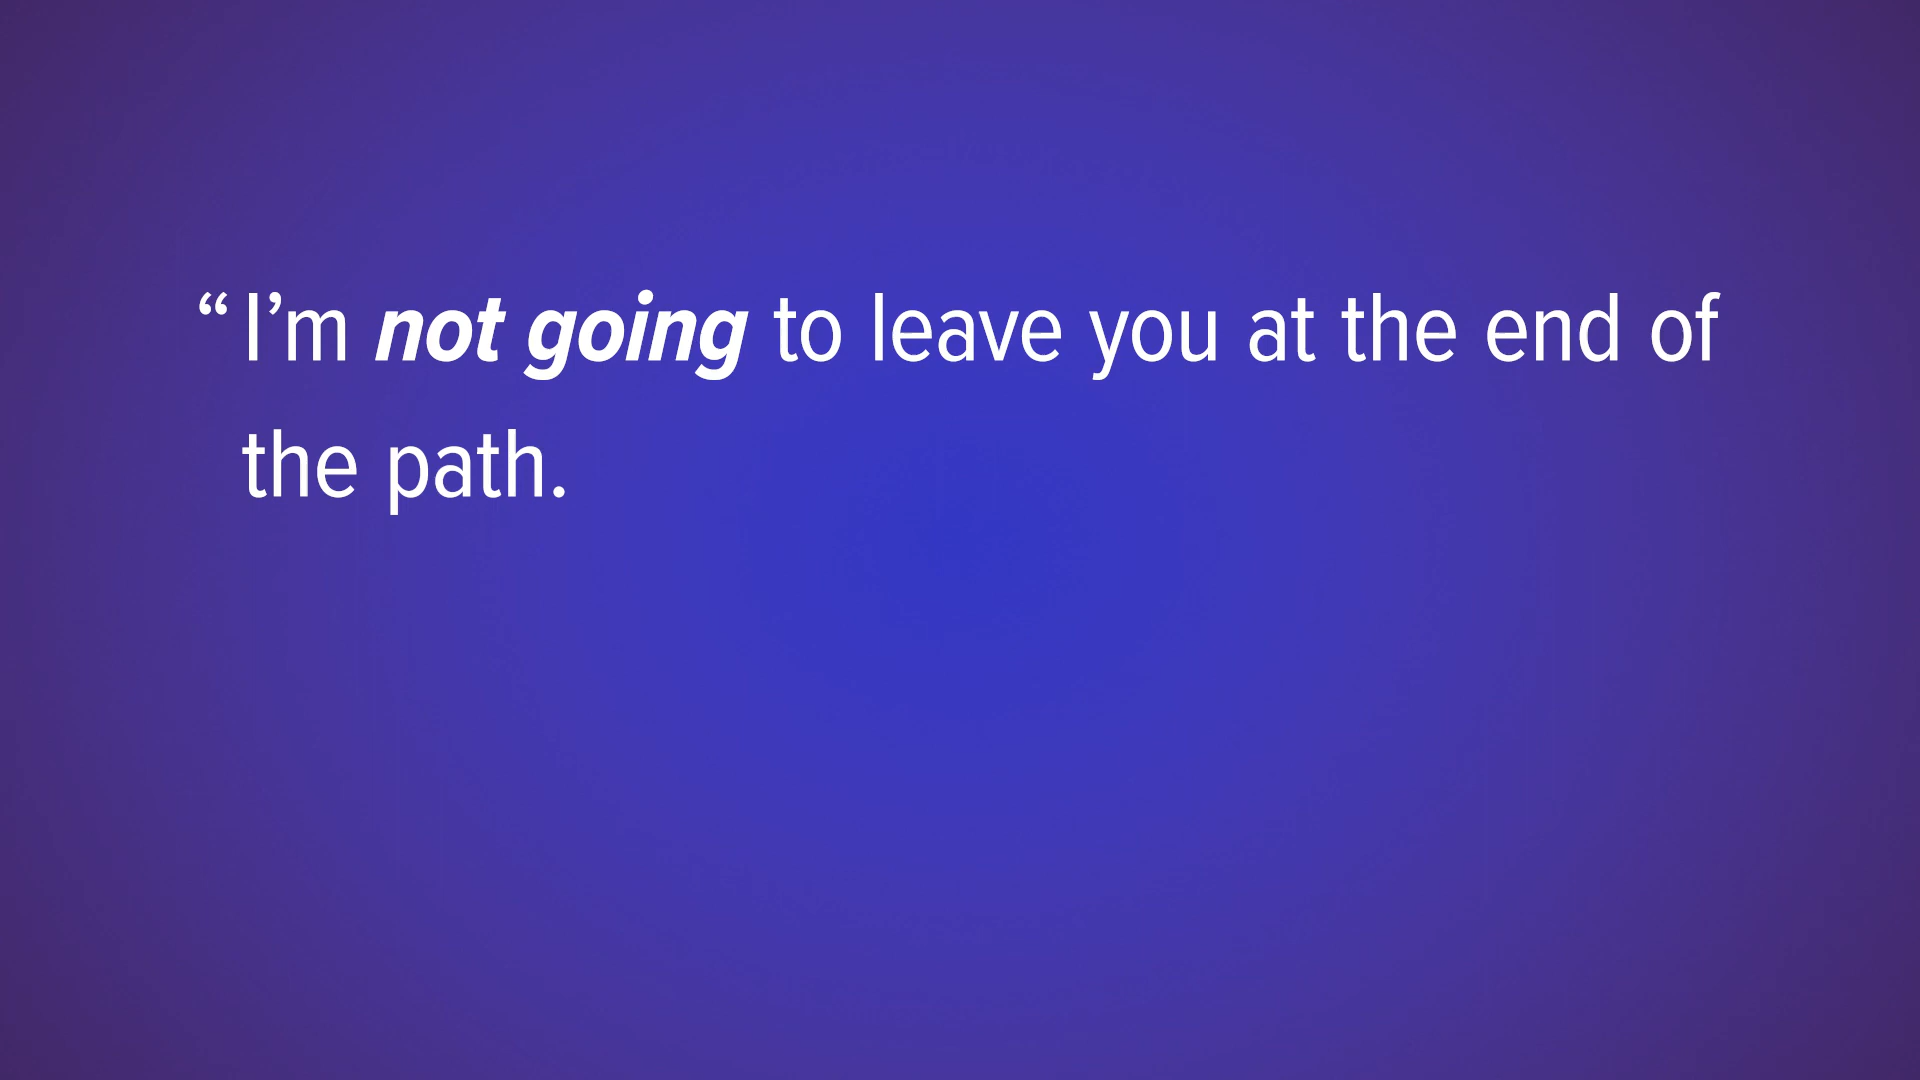 “I’m not going to leave you at the end of
the path.